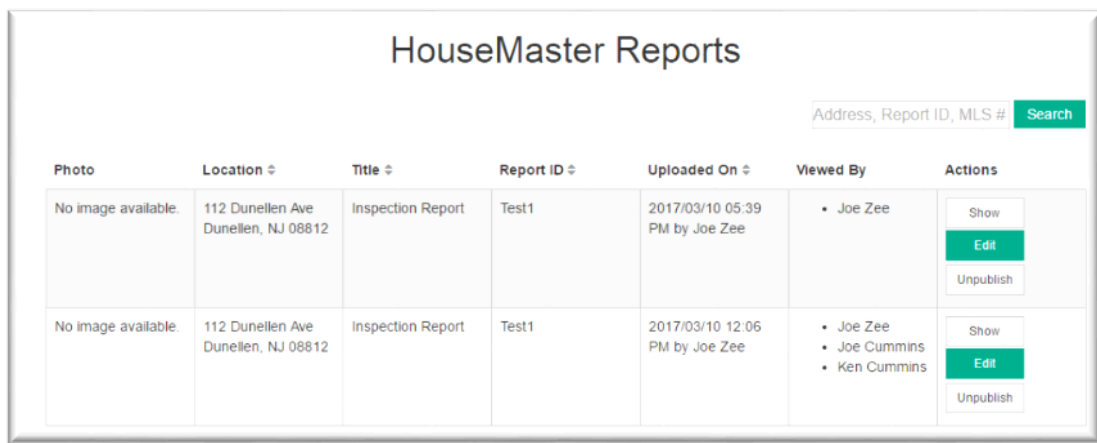 HouseMaster Reports
Address, Report ID, MLS # Search
Photo Location Title Report ID Uploaded On Viewed By Actions
No image available. 112 Dunellen Ave Inspection Report Test1 2017/03/10 05:39 • Joe Zee Show
Dunellen, NJ 08812 PM by Joe Zee
Edit
Unpublish
No image available. 112 Dunellen Ave Inspection Report Test1 2017/03/10 12:06 • Joe Zee Show
Dunellen, NJ 08812 PM by Joe Zee • Joe Cummins
• Ken Cummins Edit
Unpublish